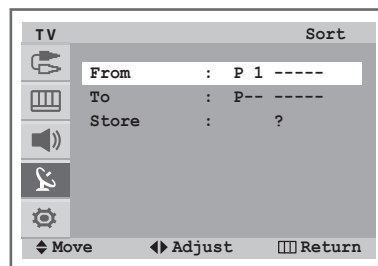 TV Sort
From : P 1 -----
To : P-- -----
Store : ?
Move Adjust Return